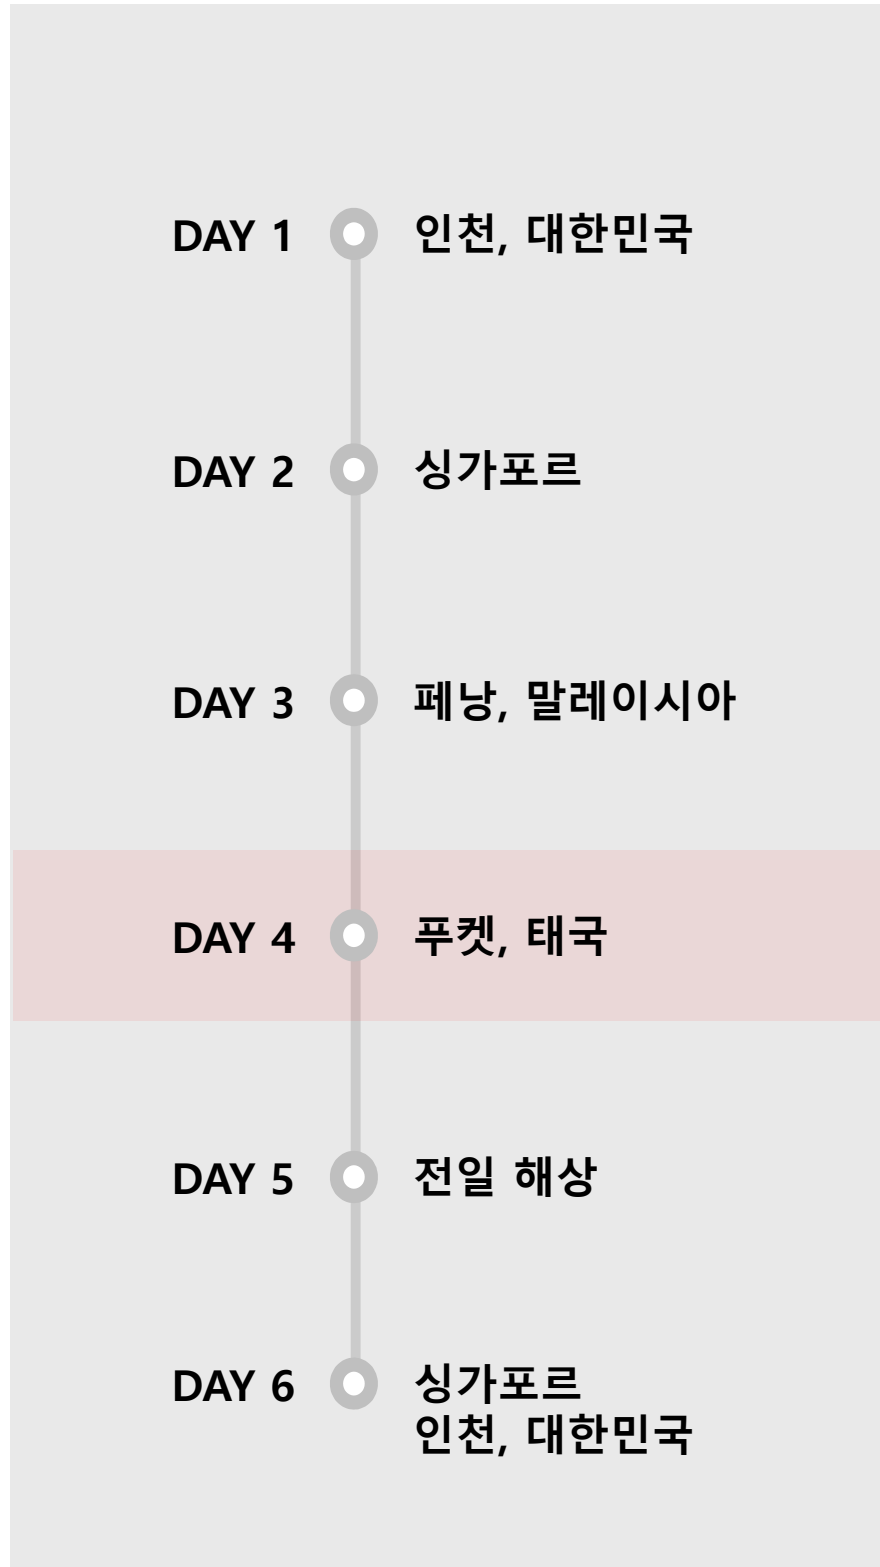 DAY 1 인천, 대한민국
DAY 2 싱가포르
DAY 3 페낭, 말레이시아
DAY 4 푸켓, 태국
DAY 5 전일 해상
DAY 6 싱가포르
인천, 대한민국